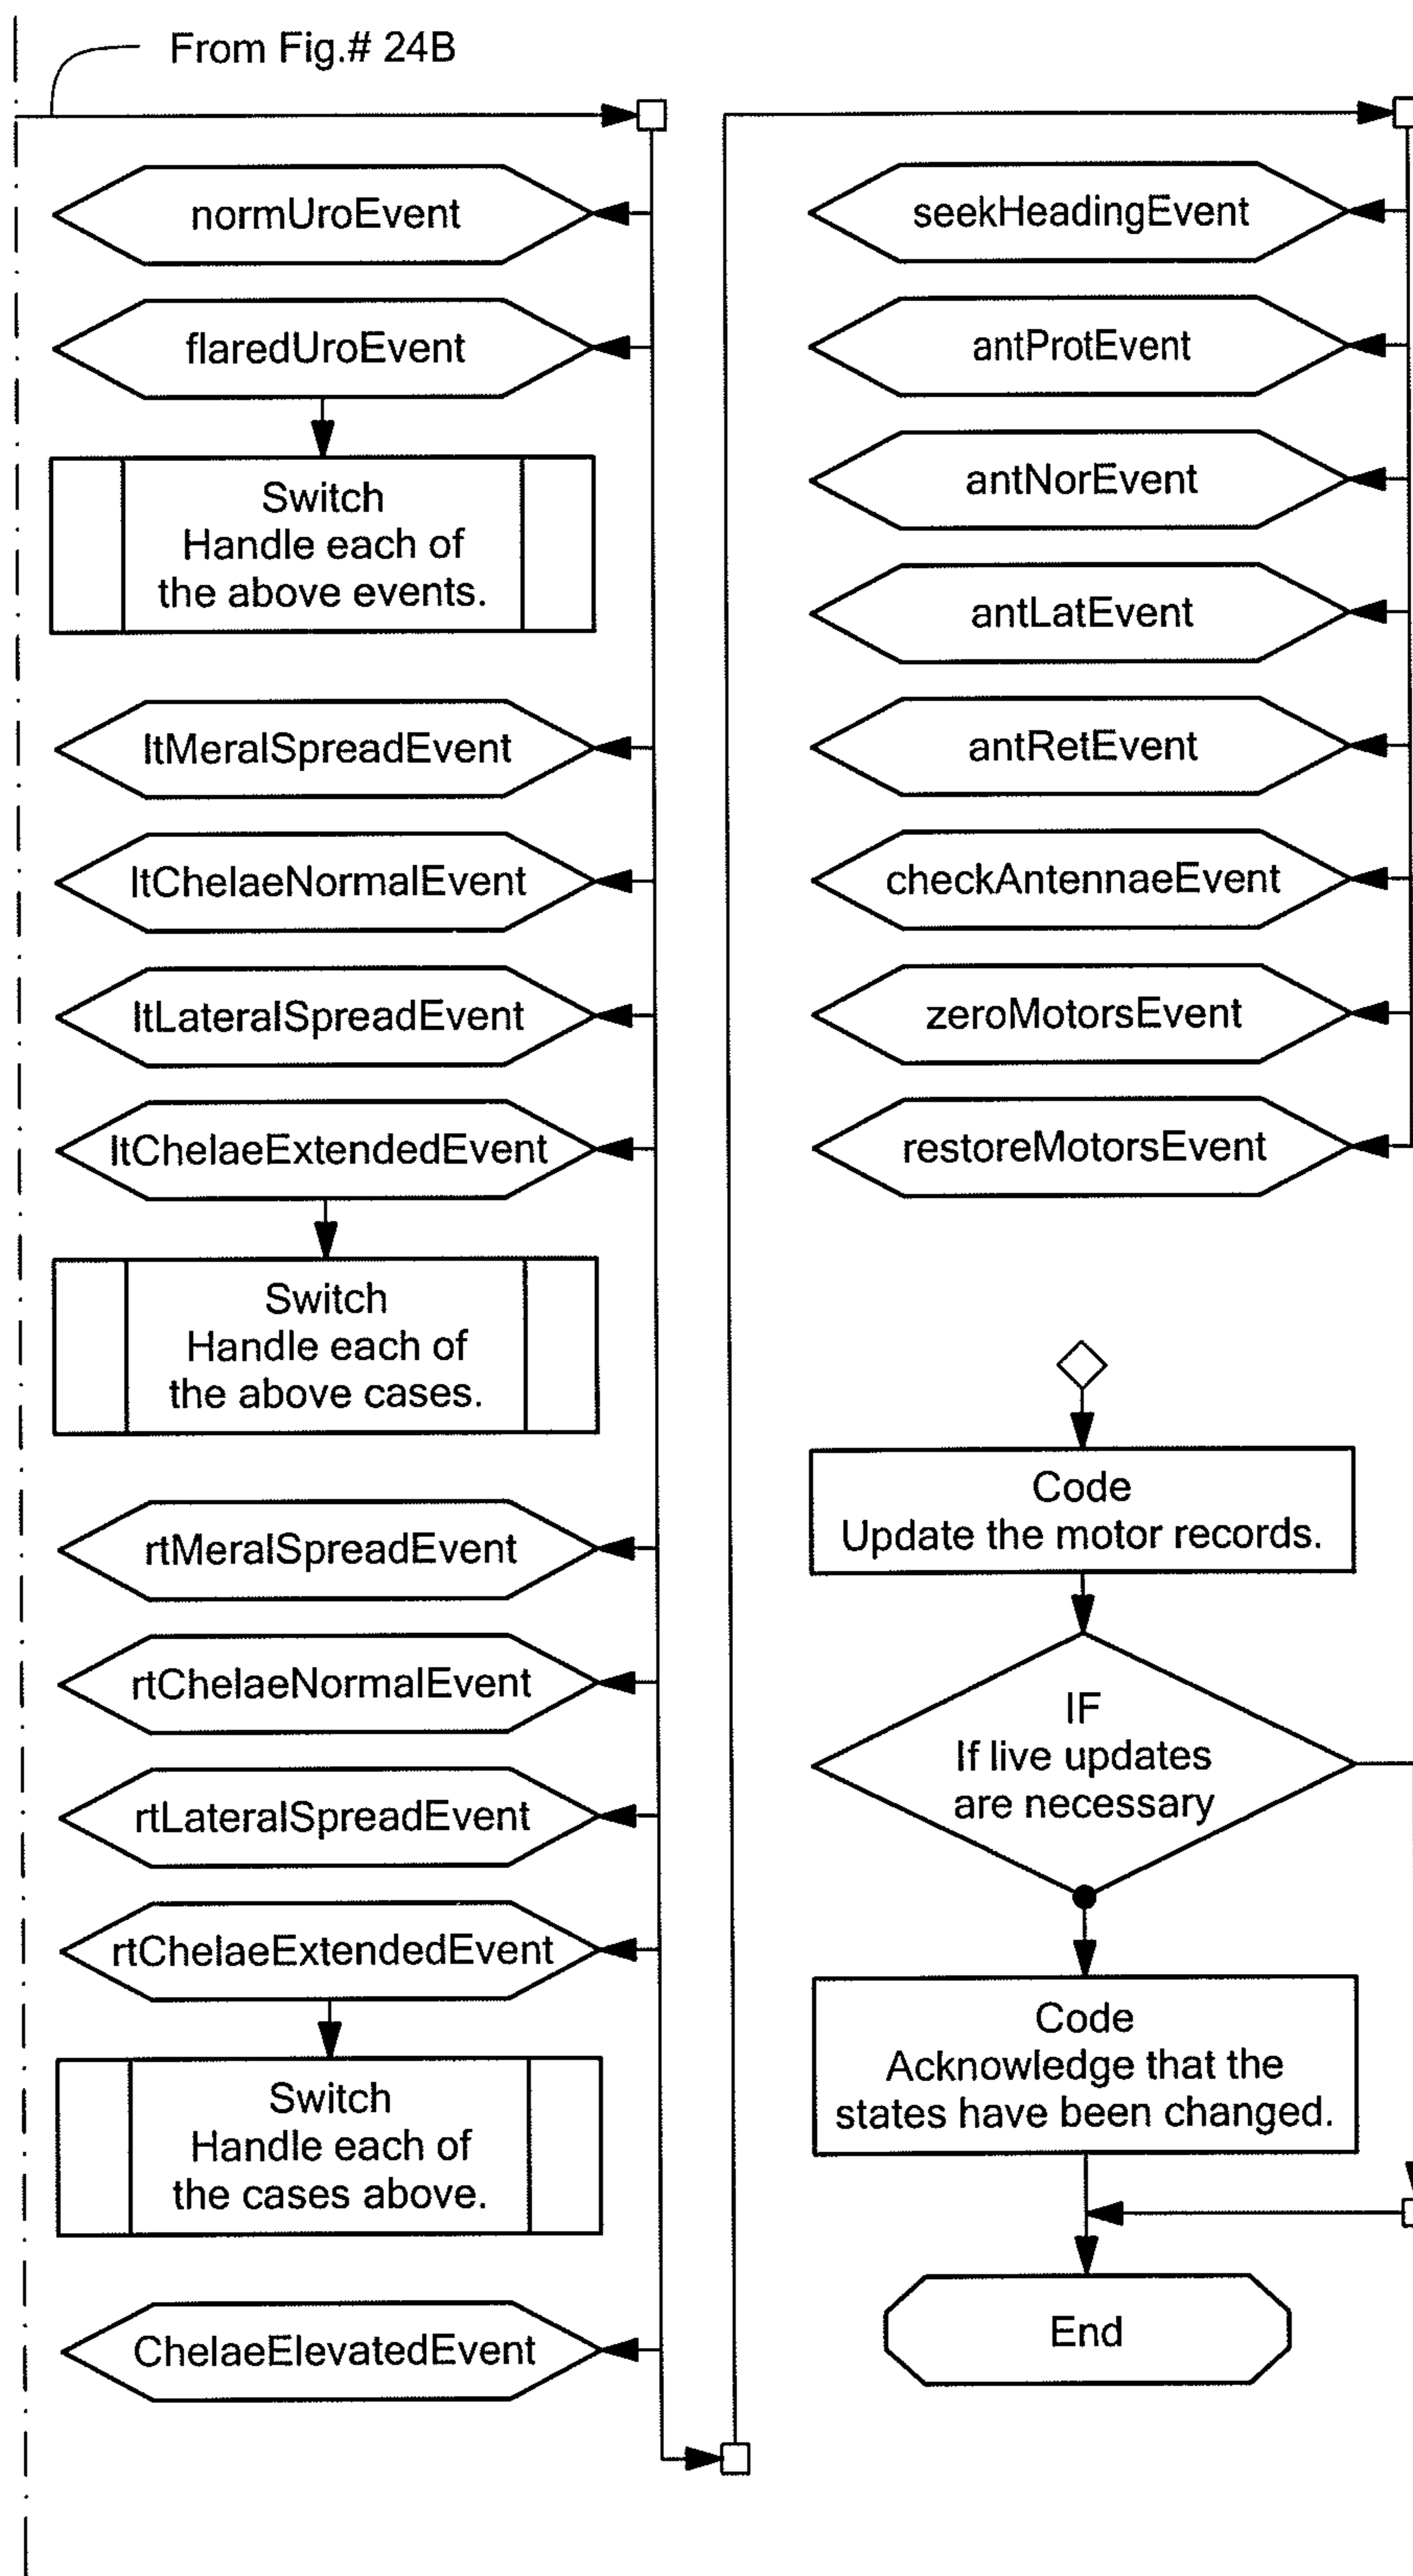 From Fig.# 24B
normUroEvent
flaredUroEvent
Switch
Handle each of
the above events.
ltMeralSpreadEvent
ltChelaeNormalEvent
ltLateralSpreadEvent
ltChelaeExtendedEvent
Switch
Handle each of
the above cases.
rtMeralSpreadEvent
rtChelaeNormalEvent
rtLateralSpreadEvent
rtChelaeExtendedEvent
Switch
Handle each of
the cases above.
ChelaeElevatedEvent
seekHeadingEvent
antProtEvent
antNorEvent
antLatEvent
antRetEvent
checkAntennaeEvent
zeroMotorsEvent
restoreMotorsEvent
Code
Update the motor records.
IF
If live updates
are necessary
Code
Acknowledge that the
states have been changed.
End